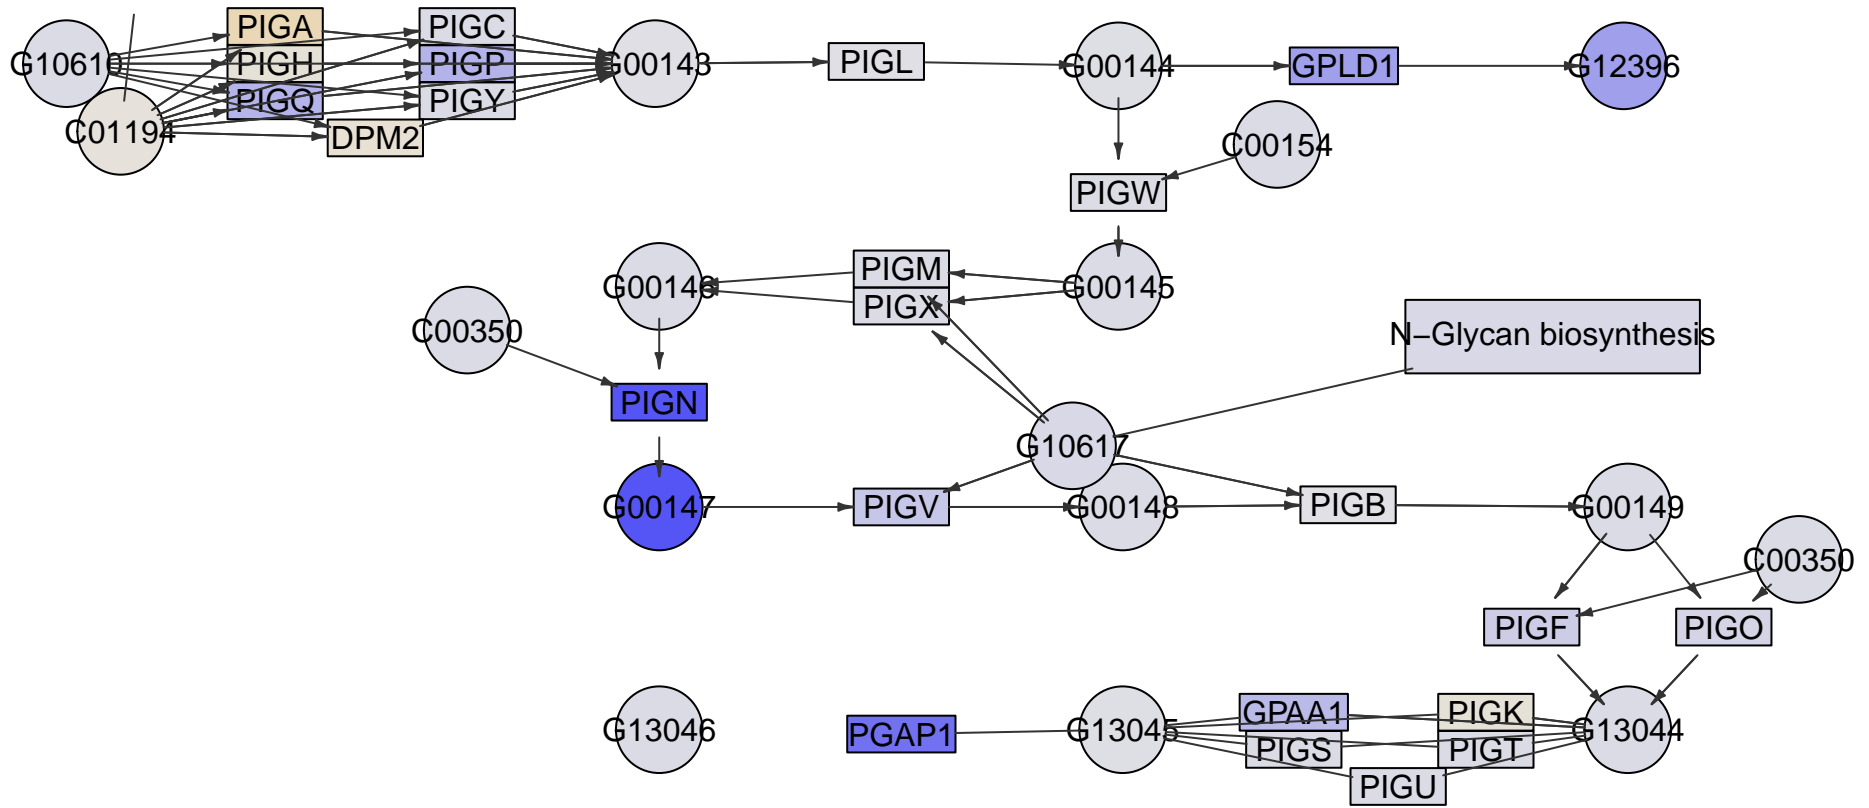 PIGA
PIGC
G10610
PIGH
PIGP
G00143
PIGL
G00144
GPLD1
G12396
PIGQ
PIGY
C01194
DPM2
C00154
PIGW
PIGM
G00146
G00145
PIGX
C00350
N−Glycan biosynthesis
PIGN
G10617
G00147
PIGV
G00148
PIGB
G00149
C00350
PIGF
PIGO
GPAA1
PIGK
G13046
PGAP1
G13045
G13044
PIGS
PIGT
PIGU